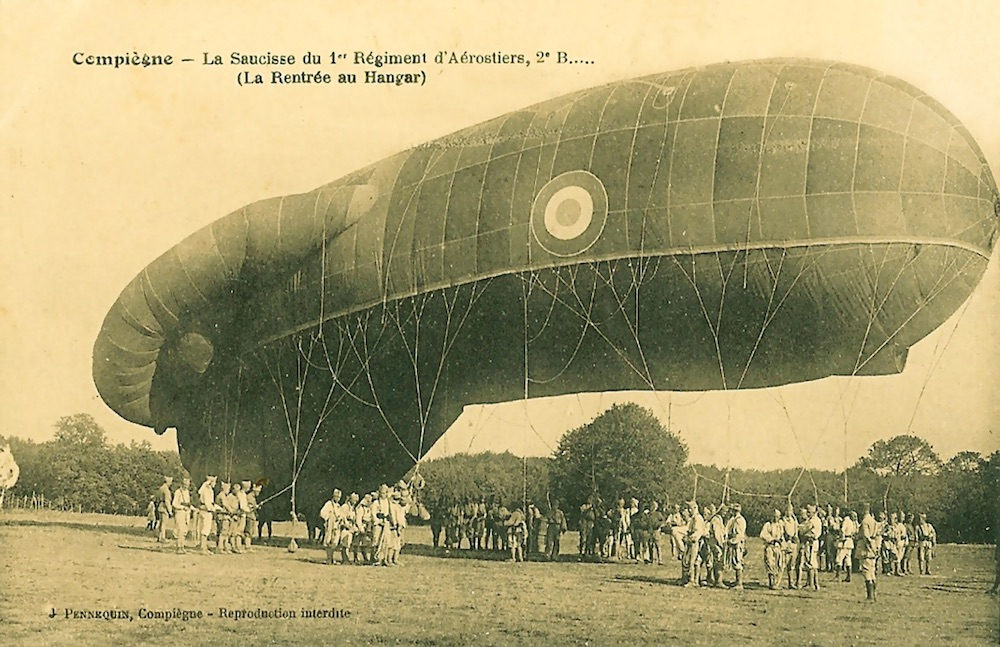 Compiègne – La Saucisse du 1er Régiment d'Aérostiers, 2e B.....
(La Rentrée au Hangar)
J PENNEQUIN, Compiègne - Reproduction interdite